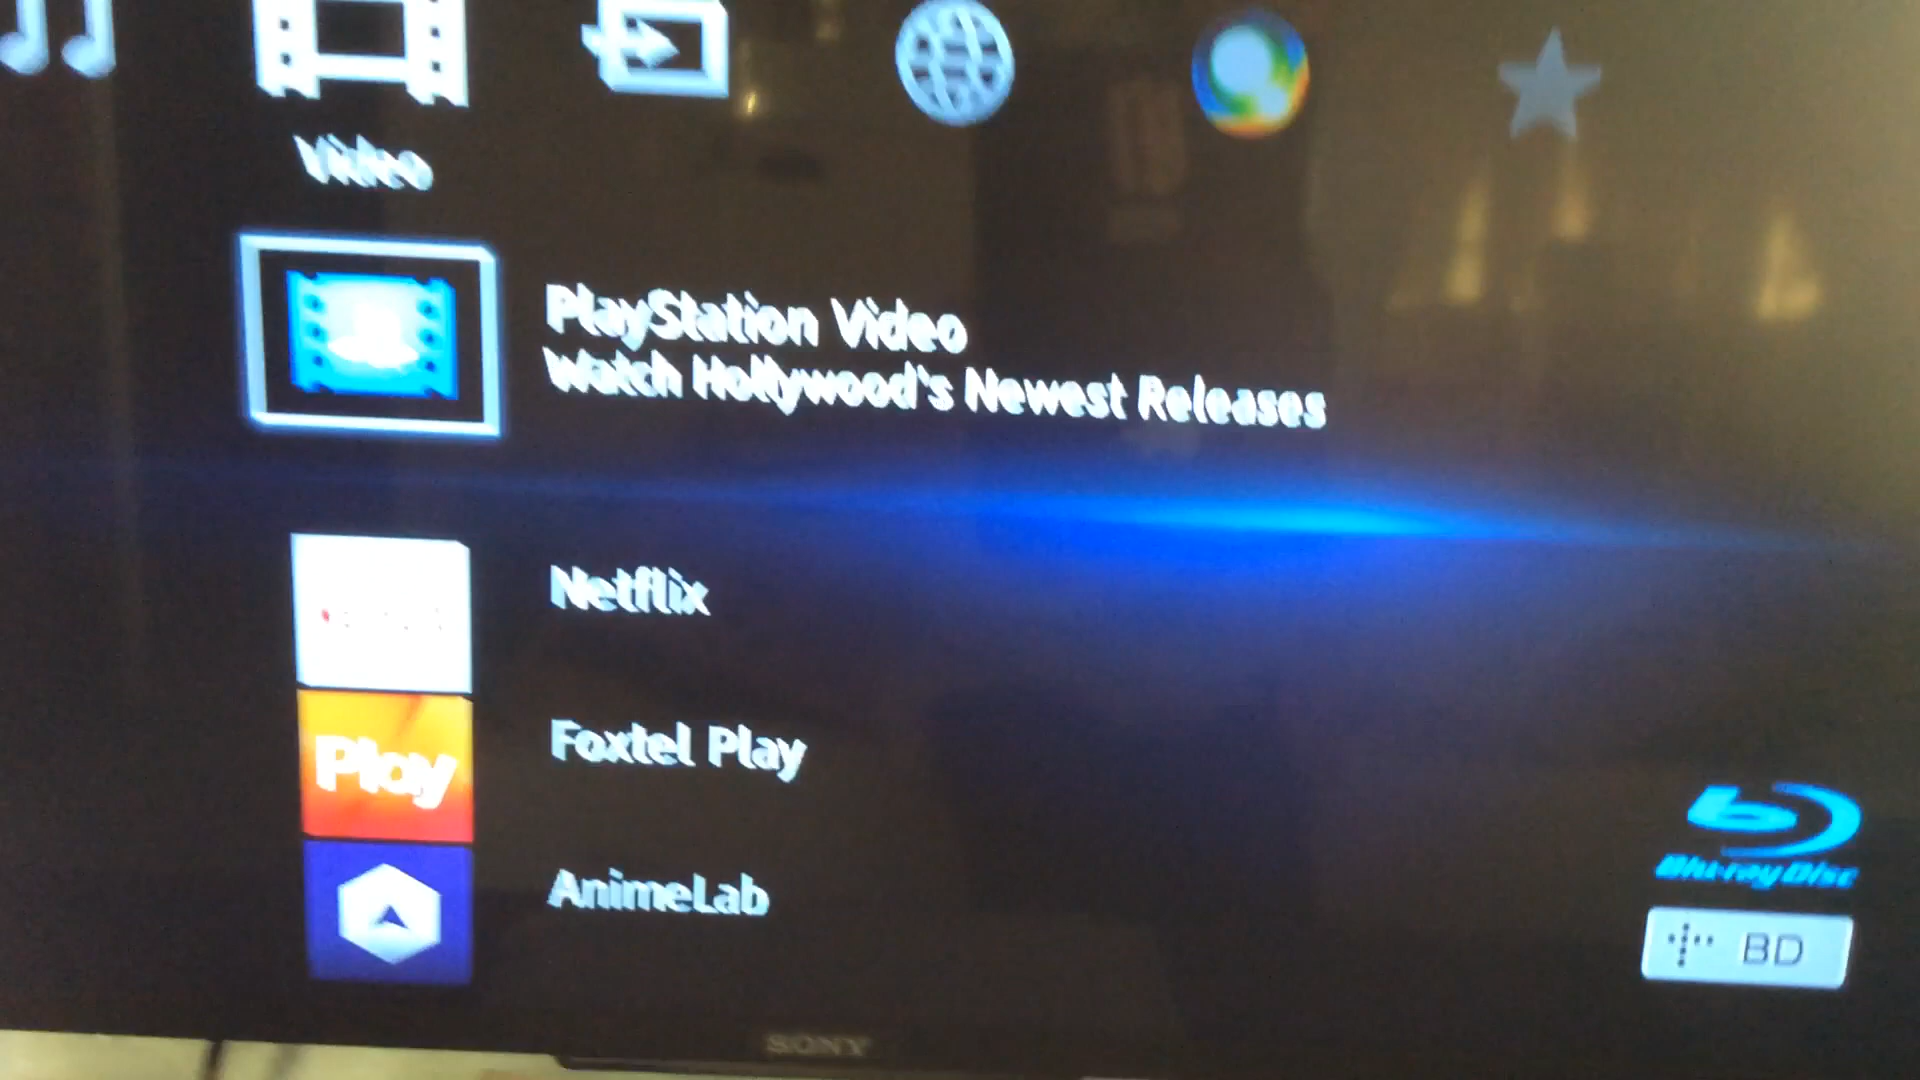 Video
PlayStation Video
Watch Hollywood's Newest Releases
Netflix
Foxtel Play
Play
AnimeLab
Blu-ray Disc
BD
SONY